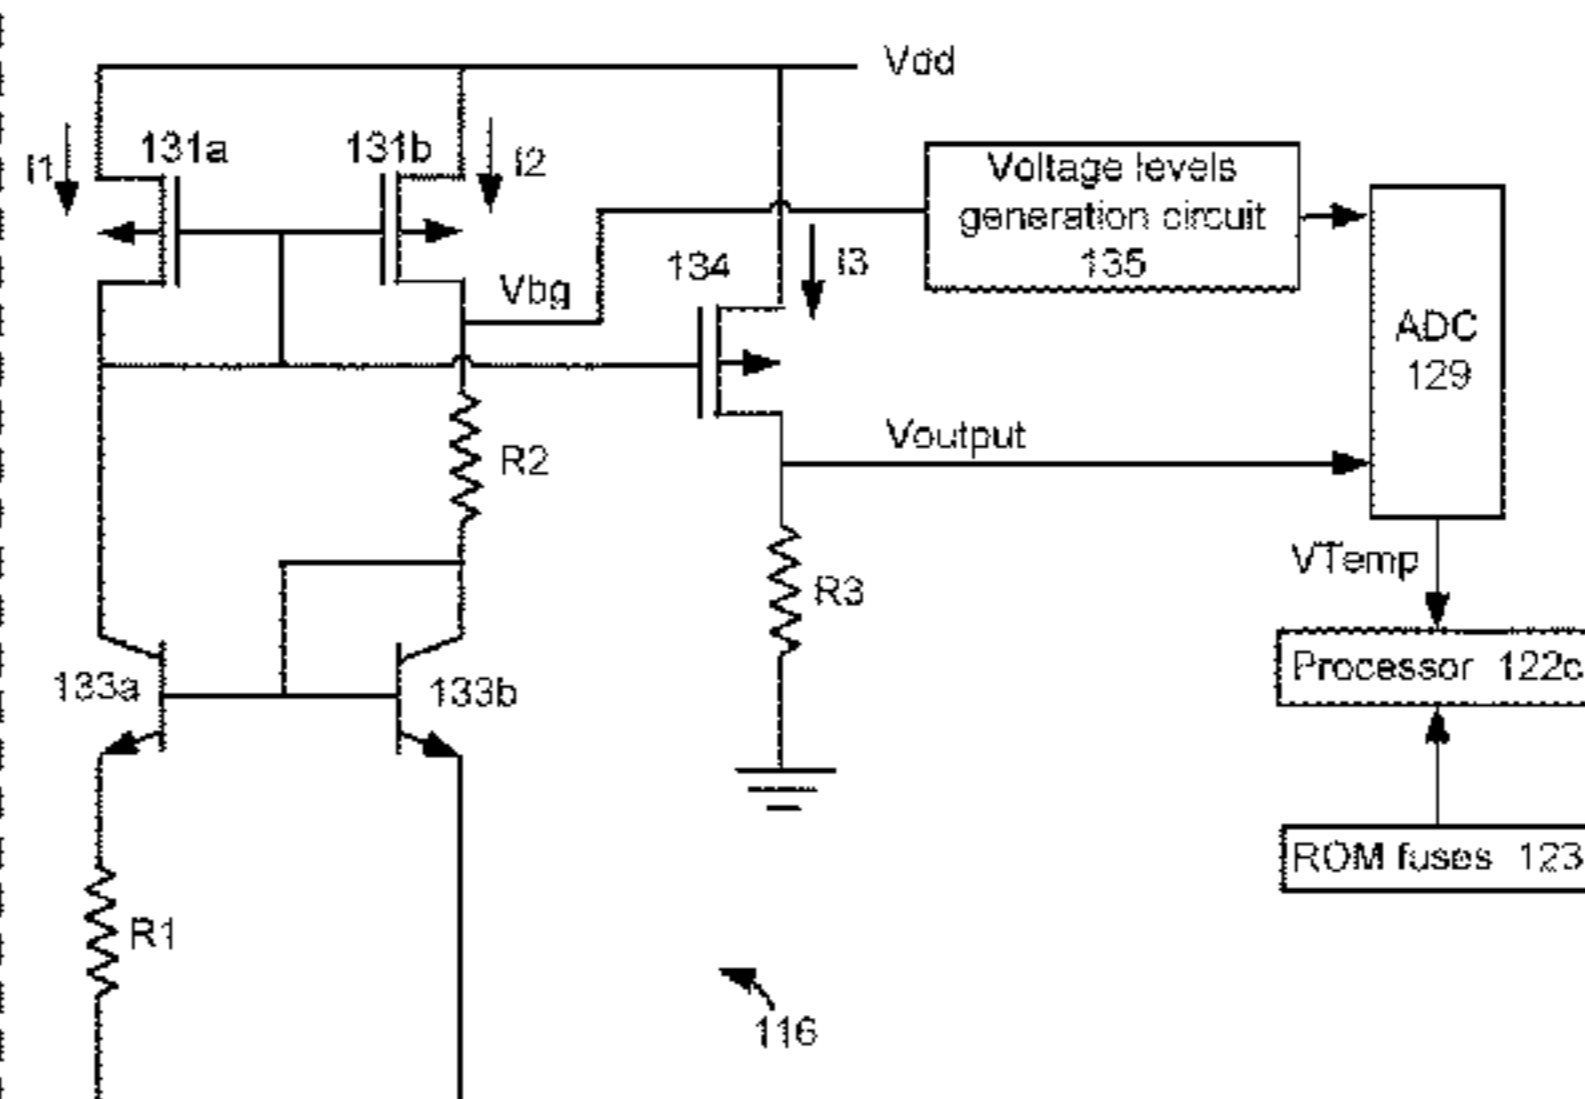 Vdd
I1
131a
131b
I2
Voltage levels
generation circuit
135
134
I3
Vbg
ADC
129
Voutput
R2
VTemp
R3
Processor 122c
133a
133b
ROM fuses 123
R1
116